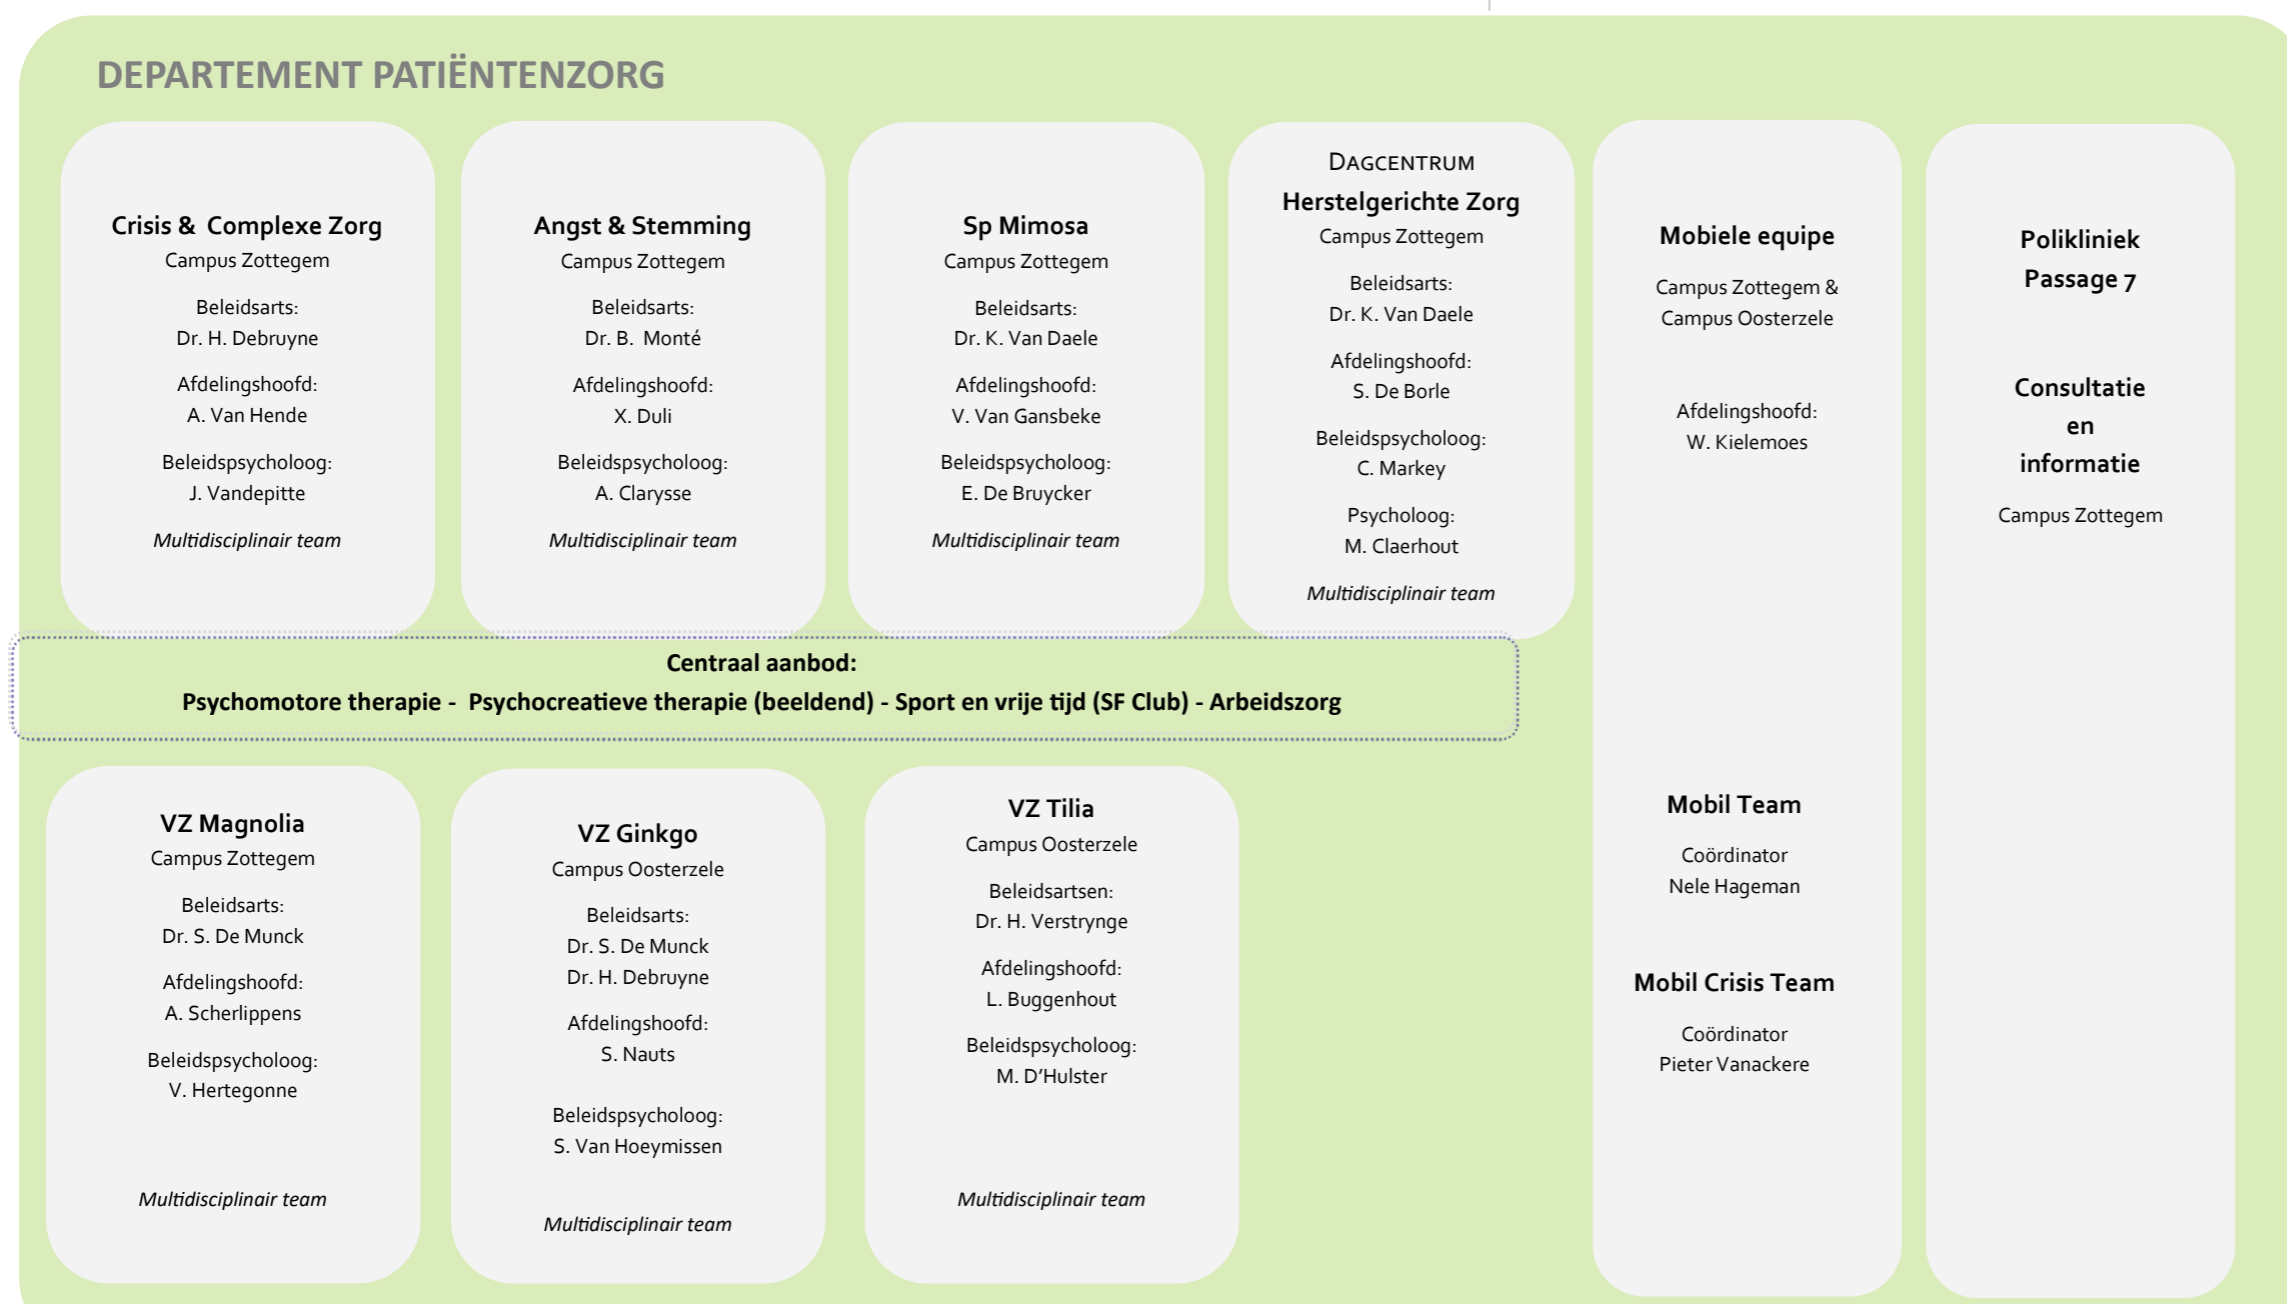 DEPARTEMENT PATIËNTENZORG
Crisis & Complexe Zorg
Campus Zottegem
Beleidsarts:
Dr. H. Debruyne
Afdelingshoofd:
A. Van Hende
Beleidspsycholoog:
J. Vandepitte
Multidisciplinair team
Angst & Stemming
Campus Zottegem
Beleidsarts:
Dr. B. Monté
Afdelingshoofd:
X. Duli
Beleidspsycholoog:
A. Clarysse
Multidisciplinair team
Sp Mimosa
Campus Zottegem
Beleidsarts:
Dr. K. Van Daele
Afdelingshoofd:
V. Van Gansbeke
Beleidspsycholoog:
E. De Bruycker
Multidisciplinair team
DAGCENTRUM
Herstelgerichte Zorg
Campus Zottegem
Beleidsarts:
Dr. K. Van Daele
Afdelingshoofd:
S. De Borle
Beleidspsycholoog:
C. Markey
Psycholoog:
M. Claerhout
Multidisciplinair team
Mobiele equipe
Campus Zottegem &
Campus Oosterzele
Afdelingshoofd:
W. Kielemoes
Mobil Team
Coördinator
Nele Hageman
Mobil Crisis Team
Coördinator
Pieter Vanackere
Polikliniek
Passage 7
Consultatie
en
informatie
Campus Zottegem
Centraal aanbod:
Psychomotore therapie - Psychocreatieve therapie (beeldend) - Sport en vrije tijd (SF Club) - Arbeidszorg
VZ Magnolia
Campus Zottegem
Beleidsarts:
Dr. S. De Munck
Afdelingshoofd:
A. Scherlippens
Beleidspsycholoog:
V. Hertegonne
Multidisciplinair team
VZ Ginkgo
Campus Oosterzele
Beleidsarts:
Dr. S. De Munck
Dr. H. Debruyne
Afdelingshoofd:
S. Nauts
Beleidspsycholoog:
S. Van Hoeymissen
Multidisciplinair team
VZ Tilia
Campus Oosterzele
Beleidsartsen:
Dr. H. Verstrynge
Afdelingshoofd:
L. Buggenhout
Beleidspsycholoog:
M. D’Hulster
Multidisciplinair team